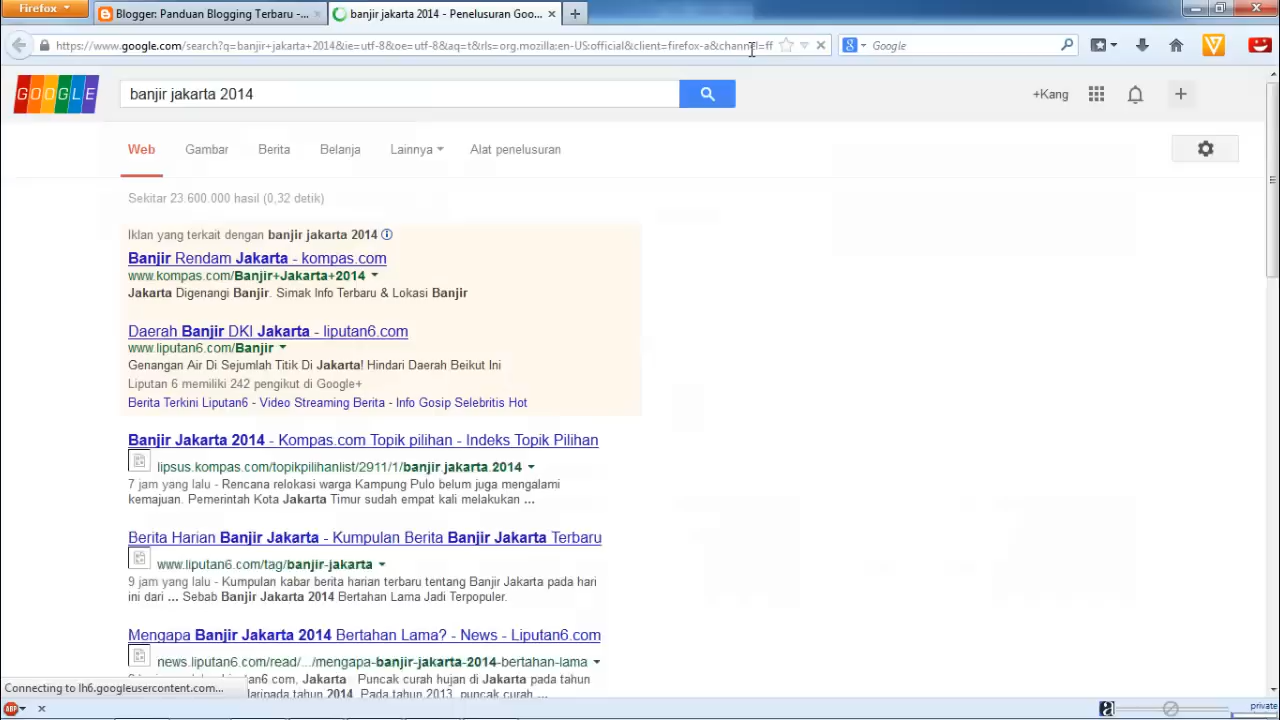 Firefox
Blogger: Panduan Blogging Terbaru -...
banjir jakarta 2014 - Penelusuran Goo...
https://www.google.com/search?q=banjir+jakarta+2014&ie=utf-8&oe=utf-8&aq=t&rls=org.mozilla:en-US:official&client=firefox-a&channel=ff
Google
GOOGLE
banjir jakarta 2014
+Kang
Web
Gambar
Berita
Belanja
Lainnya
Alat penelusuran
Sekitar 23.600.000 hasil (0,32 detik)
Iklan yang terkait dengan banjir jakarta 2014
Banjir Rendam Jakarta - kompas.com
www.kompas.com/Banjir+Jakarta+2014
Jakarta Digenangi Banjir. Simak Info Terbaru & Lokasi Banjir
Daerah Banjir DKI Jakarta - liputan6.com
www.liputan6.com/Banjir
Genangan Air Di Sejumlah Titik Di Jakarta! Hindari Daerah Beikut Ini
Liputan 6 memiliki 242 pengikut di Google+
Berita Terkini Liputan6 - Video Streaming Berita - Info Gosip Selebritis Hot
Banjir Jakarta 2014 - Kompas.com Topik pilihan - Indeks Topik Pilihan
lipsus.kompas.com/topikpilihanlist/2911/1/banjir.jakarta.2014
7 jam yang lalu - Rencana relokasi warga Kampung Pulo belum juga mengalami
kemajuan. Pemerintah Kota Jakarta Timur sudah empat kali melakukan ...
Berita Harian Banjir Jakarta - Kumpulan Berita Banjir Jakarta Terbaru
www.liputan6.com/tag/banjir-jakarta
9 jam yang lalu - Kumpulan kabar berita harian terbaru tentang Banjir Jakarta pada hari
ini dari ... Sebab Banjir Jakarta 2014 Bertahan Lama Jadi Terpopuler.
Mengapa Banjir Jakarta 2014 Bertahan Lama? - News - Liputan6.com
news.liputan6.com/read/.../mengapa-banjir-jakarta-2014-bertahan-lama
6.com, Jakarta Puncak curah hujan di Jakarta pada tahun
daripada tahun 2014. Pada tahun 2013, puncak curah ...
Connecting to lh6.googleusercontent.com...
ABP
private